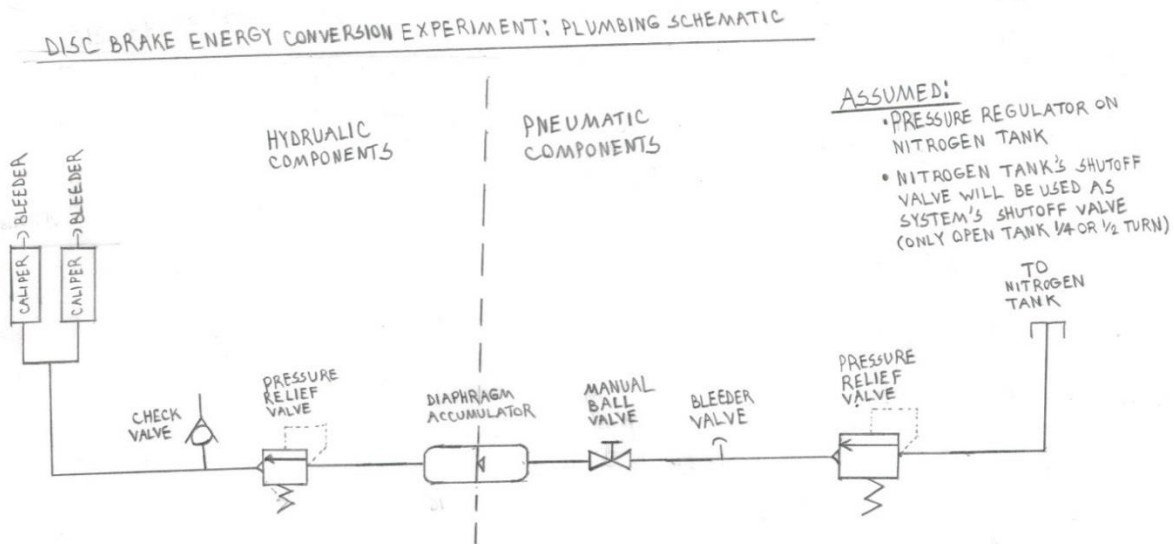 DISC BRAKE ENERGY CONVERSION EXPERIMENT: PLUMBING SCHEMATIC
HYDRUALIC
COMPONENTS
PNEUMATIC
COMPONENTS
ASSUMED:
• PRESSURE REGULATOR ON
NITROGEN TANK
• NITROGEN TANK'S SHUTOFF
VALVE WILL BE USED AS
SYSTEM'S SHUTOFF VALVE
(ONLY OPEN TANK 1/4 OR 1/2 TURN)
→ BLEEDER
→ BLEEDER
CALIPER
CALIPER
TO
NITROGEN
TANK
CHECK
VALVE
PRESSURE
RELIEF
VALVE
DIAPHRAGM
ACCUMULATOR
MANUAL
BALL
VALVE
BLEEDER
VALVE
PRESSURE
RELIEF
VALVE